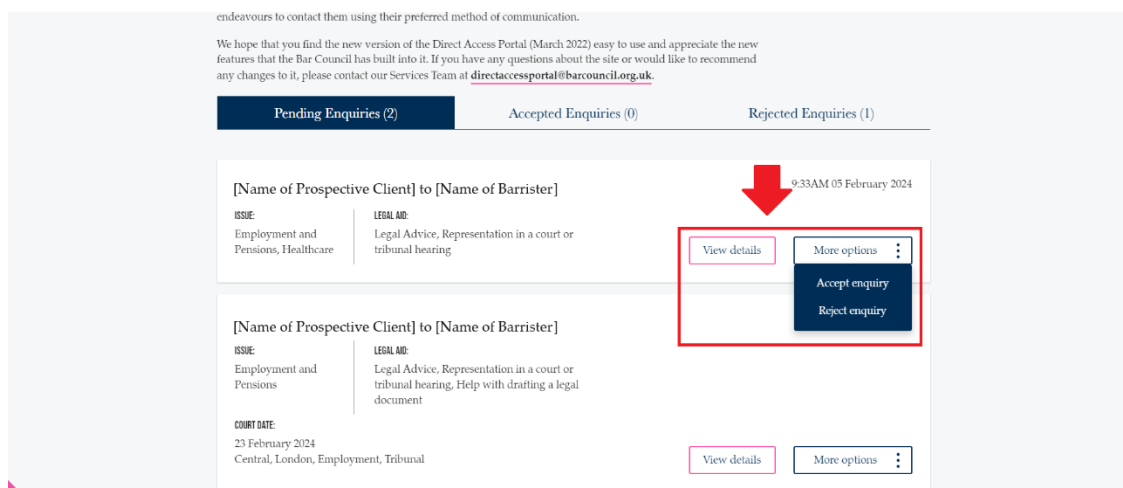 endeavours to contact them using their preferred method of communication.
We hope that you find the new version of the Direct Access Portal (March 2022) easy to use and appreciate the new
features that the Bar Council has built into it. If you have any questions about the site or would like to recommend
any changes to it, please contact our Services Team at directaccessportal@barcouncil.org.uk.
Pending Enquiries (2)
Accepted Enquiries (0)
Rejected Enquiries (1)
[Name of Prospective Client] to [Name of Barrister]
9:33AM 05 February 2024
ISSUE:
Employment and
Pensions, Healthcare
LEGAL AID:
Legal Advice, Representation in a court or
tribunal hearing
View details
More options
Accept enquiry
Reject enquiry
[Name of Prospective Client] to [Name of Barrister]
ISSUE:
Employment and
Pensions
LEGAL AID:
Legal Advice, Representation in a court or
tribunal hearing, Help with drafting a legal
document
COURT DATE:
23 February 2024
Central, London, Employment, Tribunal
View details
More options